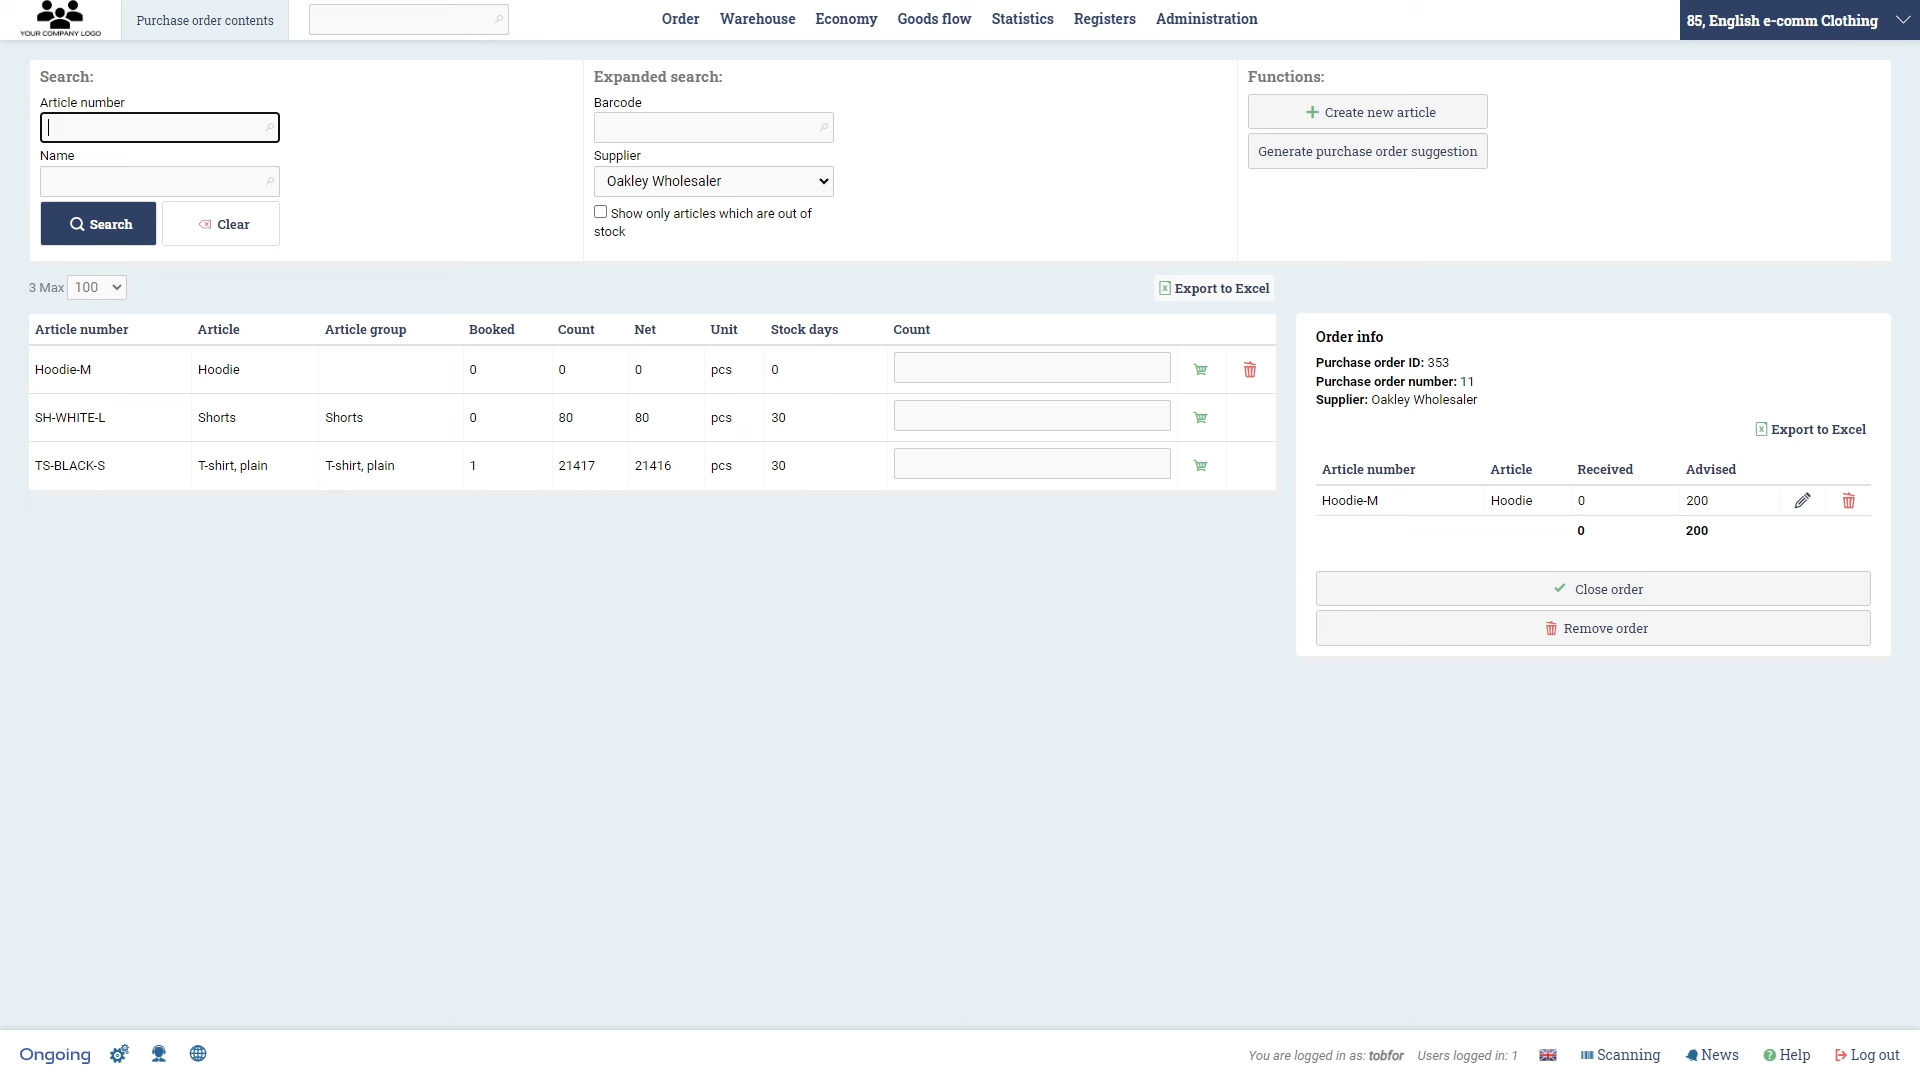 YOUR COMPANY LOGO
Purchase order contents
Order Warehouse Economy Goods flow Statistics Registers Administration
85, English e-comm Clothing
Search:
Article number
Name
Search Clear
Expanded search:
Barcode
Supplier
Oakley Wholesaler
Show only articles which are out of
stock
Functions:
Create new article
Generate purchase order suggestion
3 Max 100
Export to Excel
Article number Article Article group Booked Count Net Unit Stock days Count
Hoodie-M Hoodie 0 0 0 pcs 0
SH-WHITE-L Shorts Shorts 0 80 80 pcs 30
TS-BLACK-S T-shirt, plain T-shirt, plain 1 21417 21416 pcs 30
Order info
Purchase order ID: 353
Purchase order number: 11
Supplier: Oakley Wholesaler
Export to Excel
Article number Article Received Advised
Hoodie-M Hoodie 0 200
0 200
Close order
Remove order
Ongoing
You are logged in as: tobfor Users logged in: 1 Scanning News Help Log out